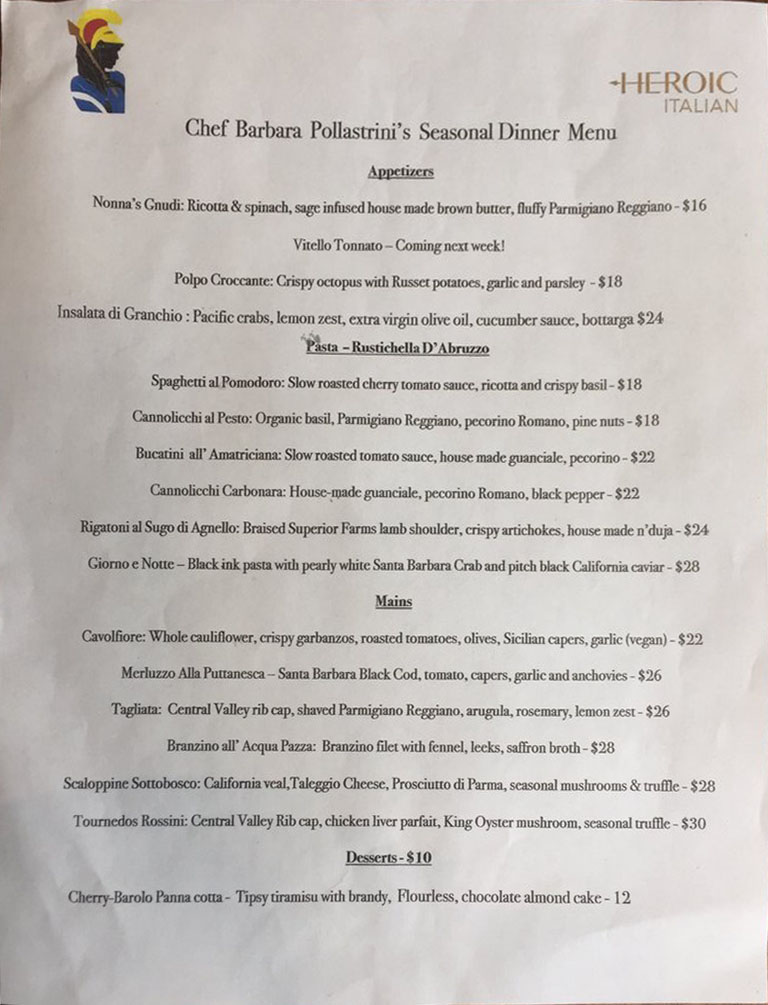 HEROIC
ITALIAN
Chef Barbara Pollastrini's Seasonal Dinner Menu
Appetizers
Nonna's Gnudi: Ricotta & spinach, sage infused house made brown butter, fluffy Parmigiano Reggiano - $16
Vitello Tonnato – Coming next week!
Polpo Croccante: Crispy octopus with Russet potatoes, garlic and parsley - $18
Insalata di Granchio : Pacific crabs, lemon zest, extra virgin olive oil, cucumber sauce, bottarga $24
Pasta – Rustichella D'Abruzzo
Spaghetti al Pomodoro: Slow roasted cherry tomato sauce, ricotta and crispy basil - $18
Cannolicchi al Pesto: Organic basil, Parmigiano Reggiano, pecorino Romano, pine nuts - $18
Bucatini all' Amatriciana: Slow roasted tomato sauce, house made guanciale, pecorino - $22
Cannolicchi Carbonara: House-made guanciale, pecorino Romano, black pepper - $22
Rigatoni al Sugo di Agnello: Braised Superior Farms lamb shoulder, crispy artichokes, house made n'duja - $24
Giorno e Notte – Black ink pasta with pearly white Santa Barbara Crab and pitch black California caviar - $28
Mains
Cavolfiore: Whole cauliflower, crispy garbanzos, roasted tomatoes, olives, Sicilian capers, garlic (vegan) - $22
Merluzzo Alla Puttanesca – Santa Barbara Black Cod, tomato, capers, garlic and anchovies - $26
Tagliata: Central Valley rib cap, shaved Parmigiano Reggiano, arugula, rosemary, lemon zest - $26
Branzino all' Acqua Pazza: Branzino filet with fennel, leeks, saffron broth - $28
Scaloppine Sottobosco: California veal,Taleggio Cheese, Prosciutto di Parma, seasonal mushrooms & truffle - $28
Tournedos Rossini: Central Valley Rib cap, chicken liver parfait, King Oyster mushroom, seasonal truffle - $30
Desserts - $10
Cherry-Barolo Panna cotta - Tipsy tiramisu with brandy, Flourless, chocolate almond cake - 12